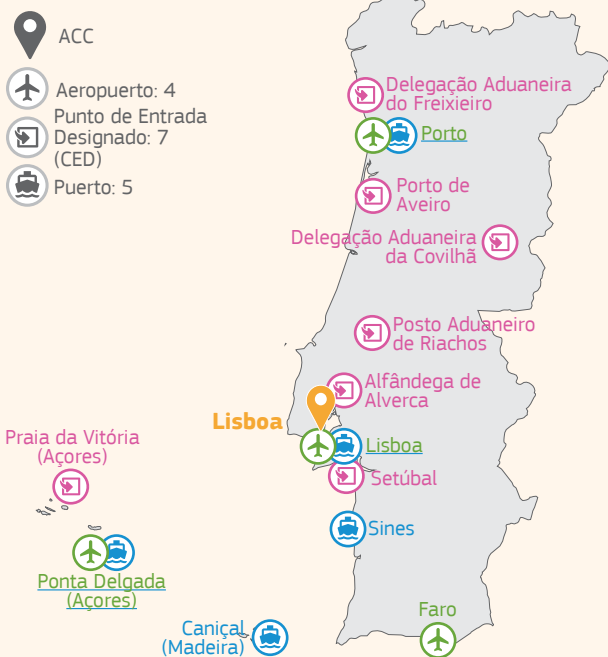 ACC
Aeropuerto: 4
Punto de Entrada
Designado: 7
(CED)
Puerto: 5
Delegação Aduaneira
do Freixieiro
Porto
Porto de
Aveiro
Delegação Aduaneira
da Covilhã
Posto Aduaneiro
de Riachos
Alfândega de
Alverca
Lisboa
Lisboa
Setúbal
Praia da Vitória
(Açores)
Sines
Ponta Delgada
(Açores)
Faro
Caniçal
(Madeira)